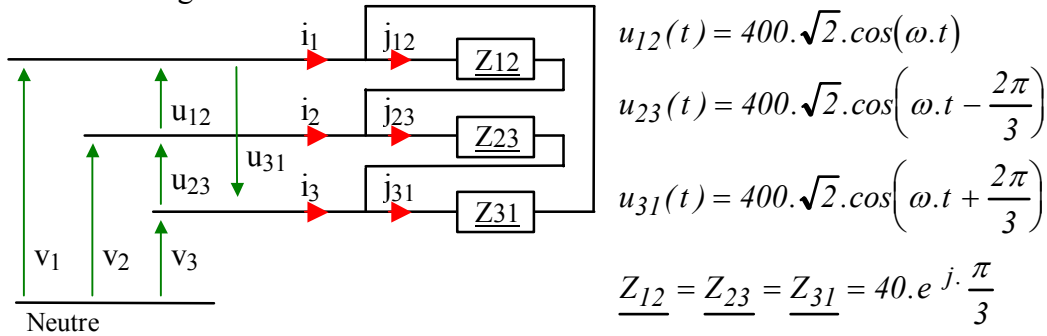 i1 j12 Z12
u12 i2 j23 Z23
u31
u23 i3 j31 Z31
v1 v2 v3
Neutre
u12(t) = 400.√2.cos(ω.t)
u23(t) = 400.√2.cos(ω.t − 2π/3)
u31(t) = 400.√2.cos(ω.t + 2π/3)
Z12 = Z23 = Z31 = 40.e^j.π/3